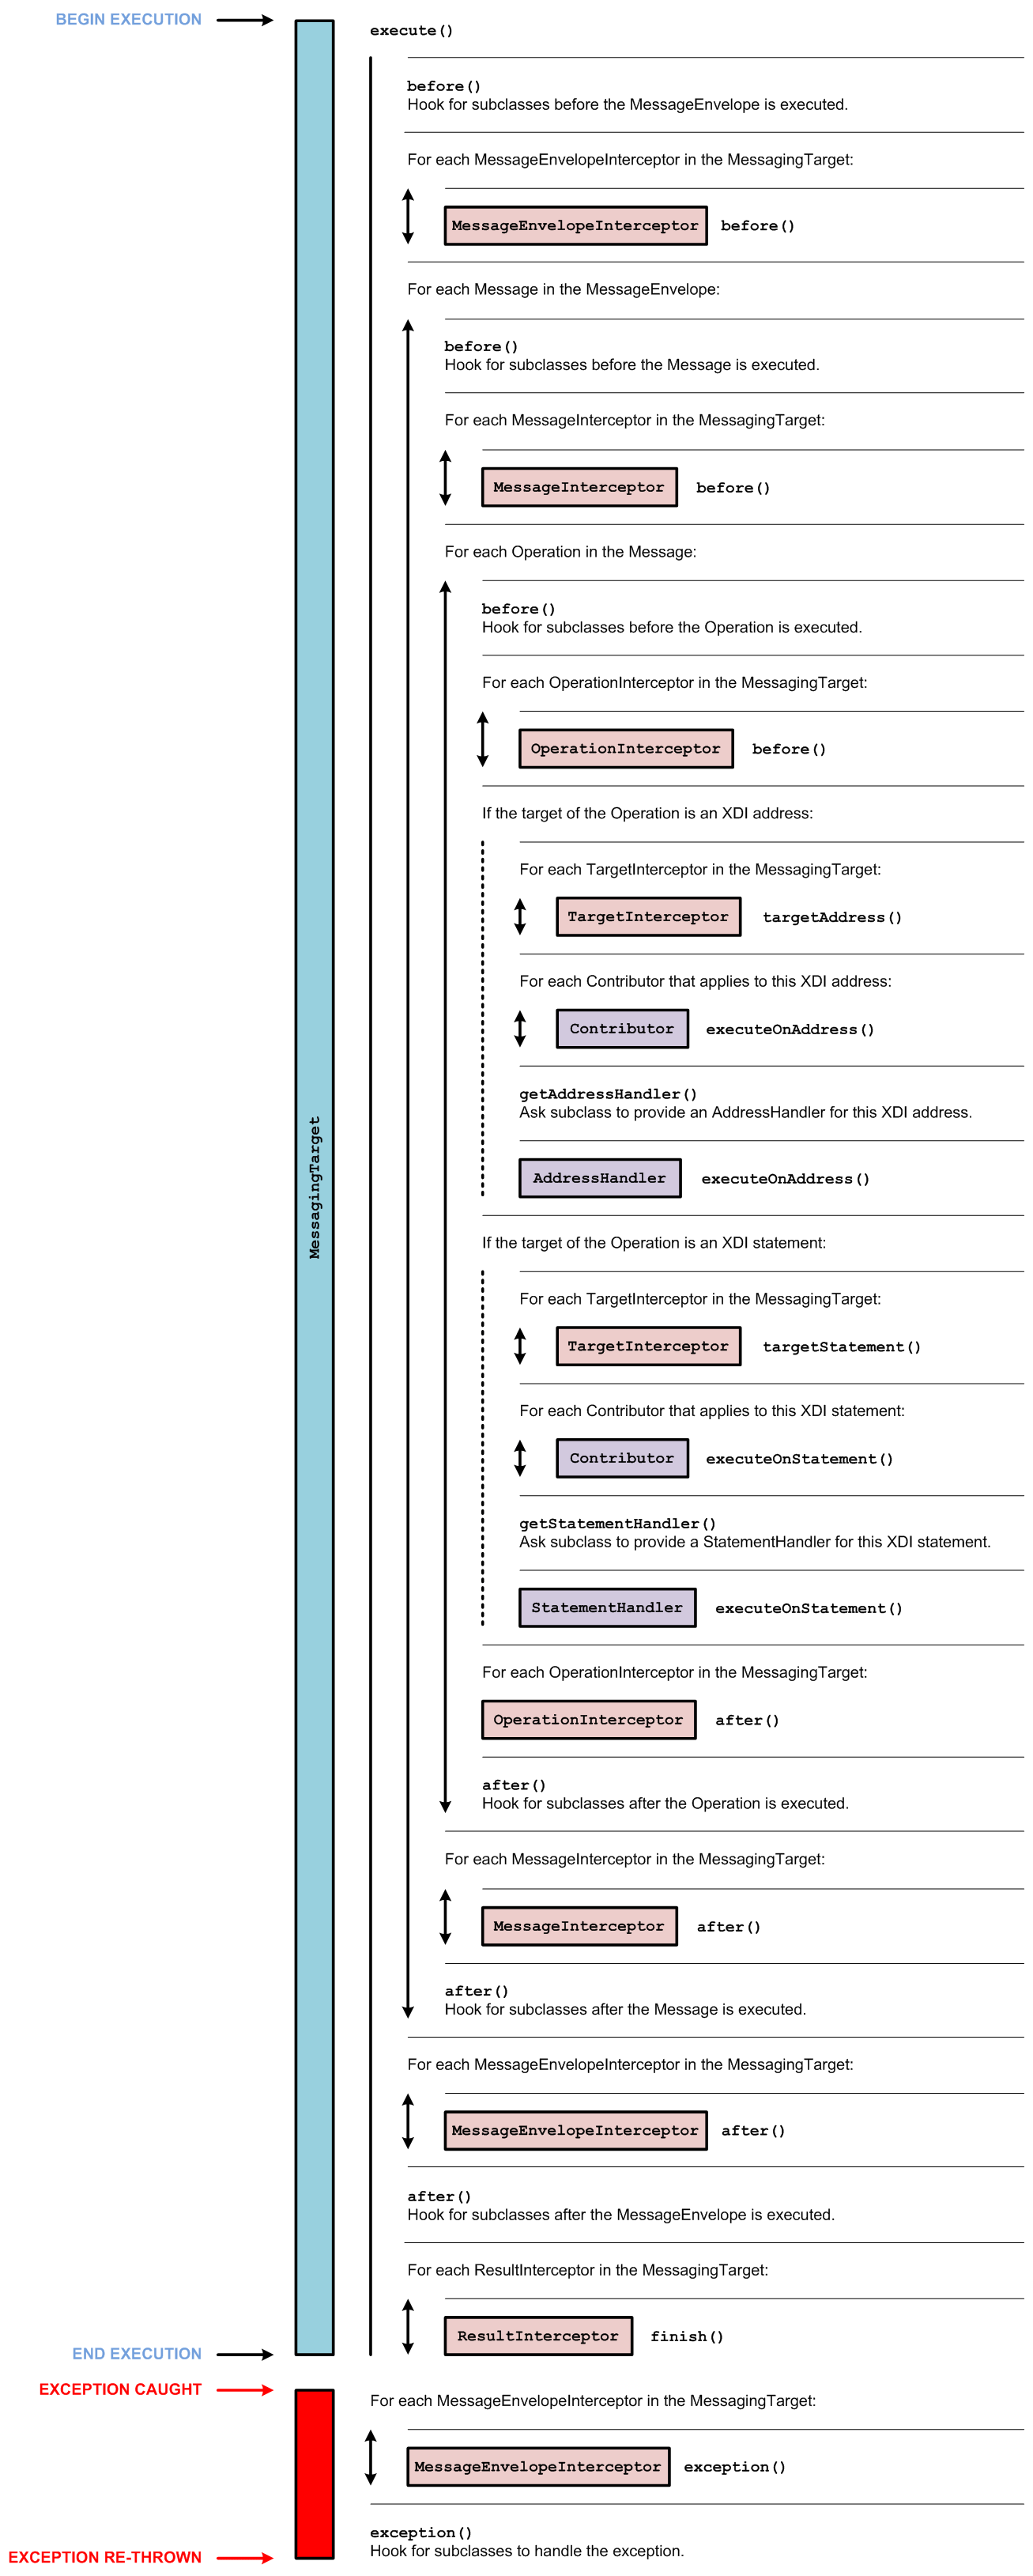 BEGIN EXECUTION
execute()
before()
Hook for subclasses before the MessageEnvelope is executed.
For each MessageEnvelopeInterceptor in the MessagingTarget:
MessageEnvelopeInterceptor before()
For each Message in the MessageEnvelope:
before()
Hook for subclasses before the Message is executed.
For each MessageInterceptor in the MessagingTarget:
MessageInterceptor before()
For each Operation in the Message:
before()
Hook for subclasses before the Operation is executed.
For each OperationInterceptor in the MessagingTarget:
OperationInterceptor before()
If the target of the Operation is an XDI address:
For each TargetInterceptor in the MessagingTarget:
TargetInterceptor targetAddress()
For each Contributor that applies to this XDI address:
Contributor executeOnAddress()
getAddressHandler()
Ask subclass to provide an AddressHandler for this XDI address.
AddressHandler executeOnAddress()
MessagingTarget
If the target of the Operation is an XDI statement:
For each TargetInterceptor in the MessagingTarget:
TargetInterceptor targetStatement()
For each Contributor that applies to this XDI statement:
Contributor executeOnStatement()
getStatementHandler()
Ask subclass to provide a StatementHandler for this XDI statement.
StatementHandler executeOnStatement()
For each OperationInterceptor in the MessagingTarget:
OperationInterceptor after()
after()
Hook for subclasses after the Operation is executed.
For each MessageInterceptor in the MessagingTarget:
MessageInterceptor after()
after()
Hook for subclasses after the Message is executed.
For each MessageEnvelopeInterceptor in the MessagingTarget:
MessageEnvelopeInterceptor after()
after()
Hook for subclasses after the MessageEnvelope is executed.
For each ResultInterceptor in the MessagingTarget:
ResultInterceptor finish()
END EXECUTION
EXCEPTION CAUGHT
For each MessageEnvelopeInterceptor in the MessagingTarget:
MessageEnvelopeInterceptor exception()
exception()
Hook for subclasses to handle the exception.
EXCEPTION RE-THROWN